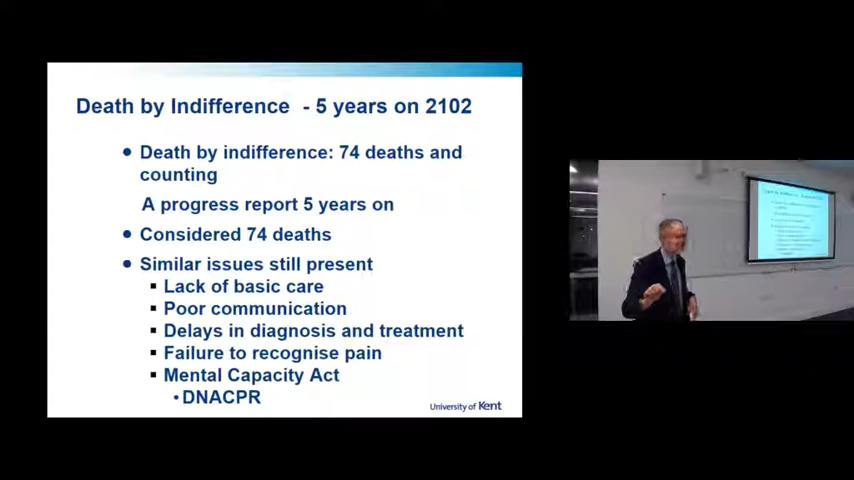 Death by Indifference - 5 years on 2102
• Death by indifference: 74 deaths and
counting
A progress report 5 years on
• Considered 74 deaths
• Similar issues still present
▪ Lack of basic care
▪ Poor communication
▪ Delays in diagnosis and treatment
▪ Failure to recognise pain
▪ Mental Capacity Act
• DNACPR
University of Kent